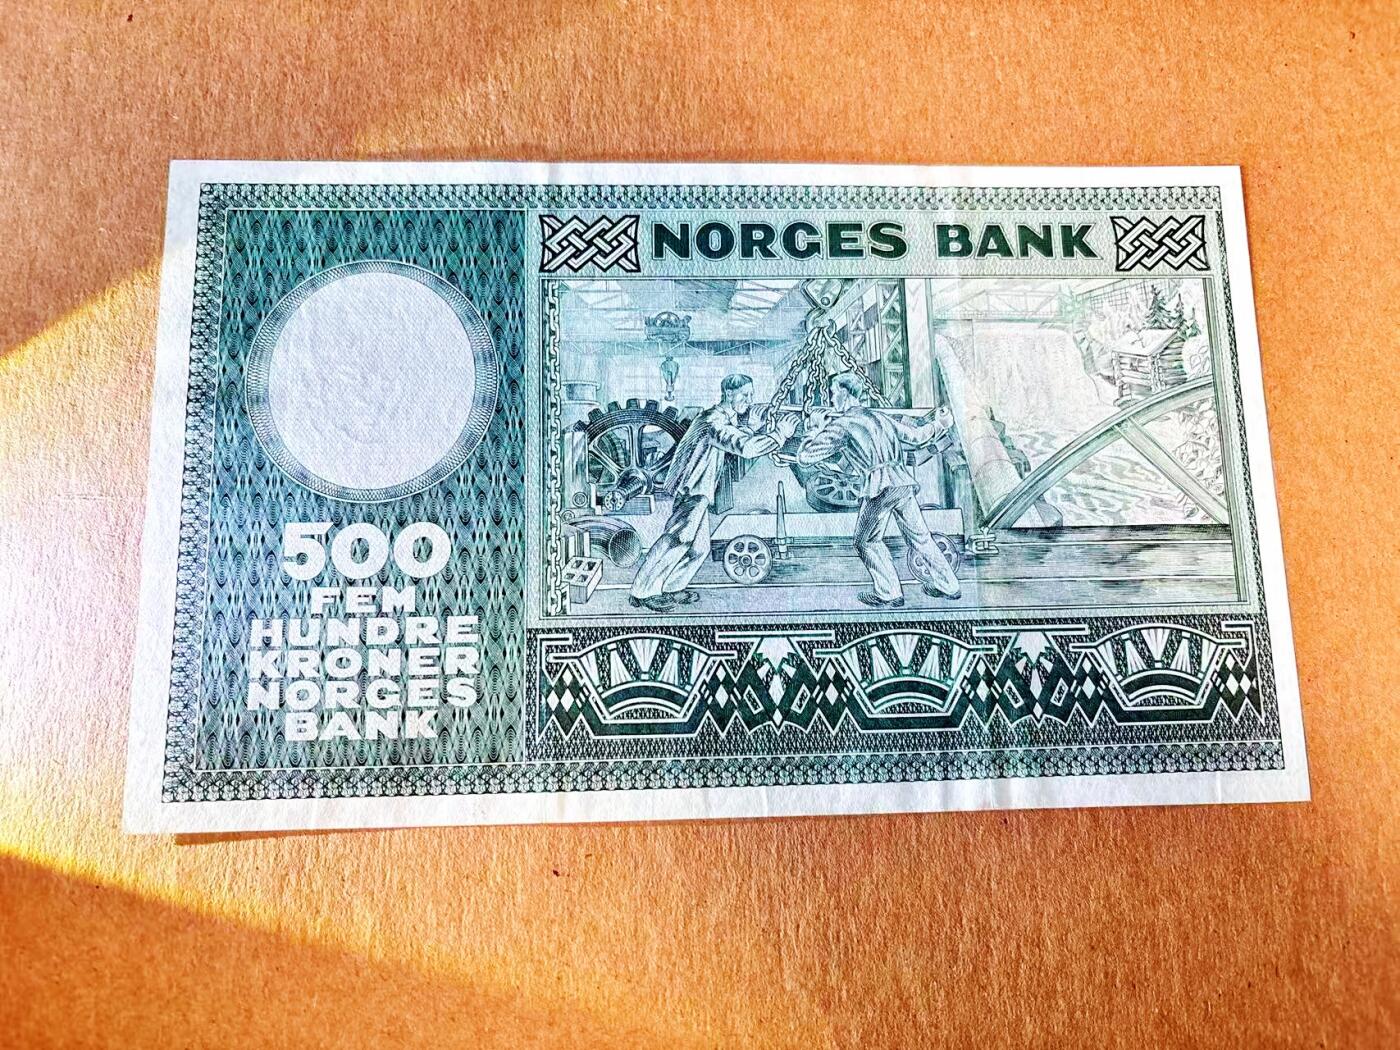 NORGES BANK
500
FEM
HUNDRE
KRONER
NORGES
BANK